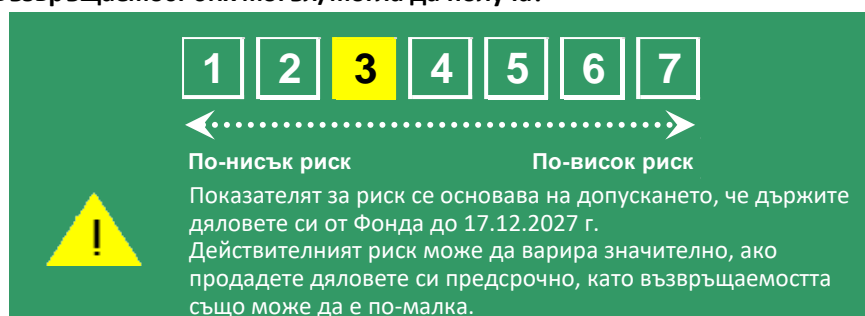 1 2 3 4 5 6 7
По-нисък риск По-висок риск
Показателят за риск се основава на допускането, че държите
дяловете си от Фонда до 17.12.2027 г.
!
Действителният риск може да варира значително, ако
продадете дяловете си предсрочно, като възвръщаемостта
също може да е по-малка.